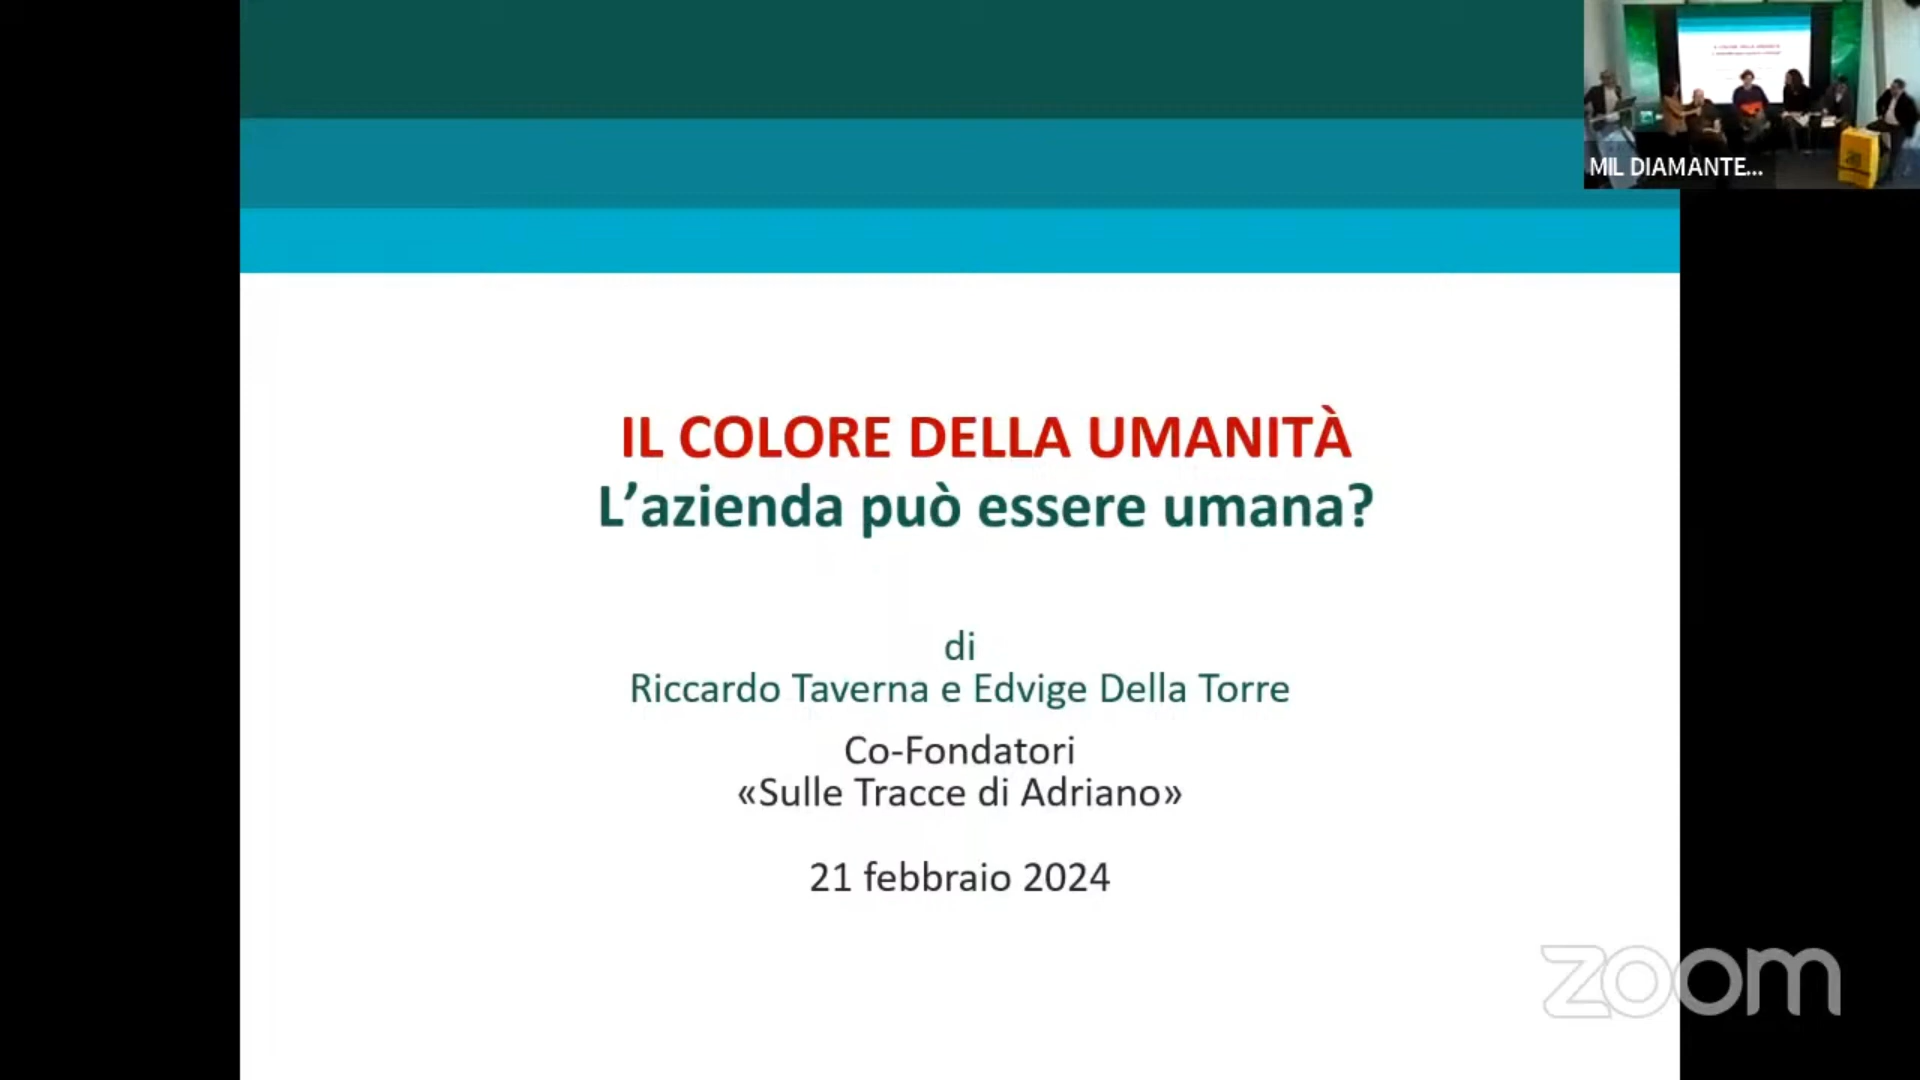 MIL DIAMANTE...
IL COLORE DELLA UMANITÀ
L’azienda può essere umana?
di
Riccardo Taverna e Edvige Della Torre
Co-Fondatori
«Sulle Tracce di Adriano»
21 febbraio 2024
zoom